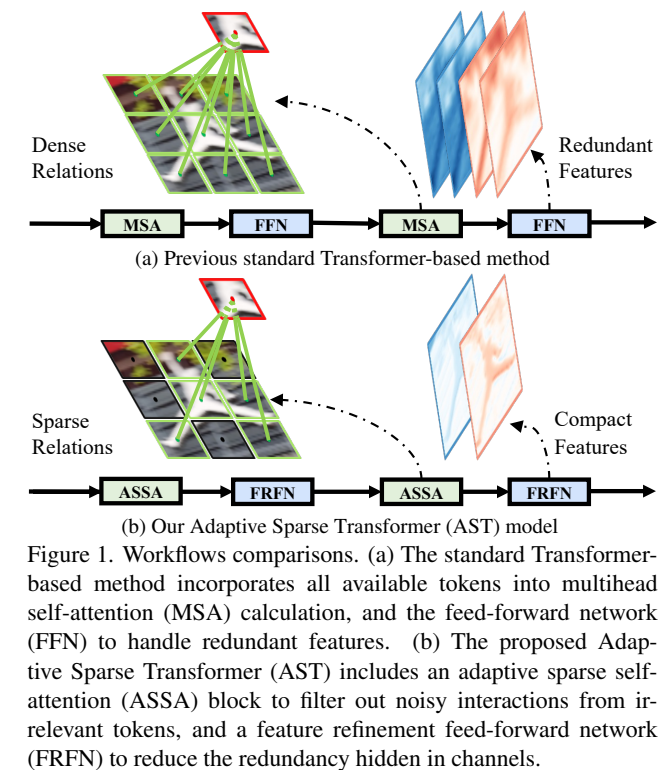 Dense
Relations
Redundant
Features
MSA FFN MSA FFN
(a) Previous standard Transformer-based method
Sparse
Relations
Compact
Features
ASSA FRFN ASSA FRFN
(b) Our Adaptive Sparse Transformer (AST) model
Figure 1. Workflows comparisons. (a) The standard Transformer-
based method incorporates all available tokens into multihead
self-attention (MSA) calculation, and the feed-forward network
(FFN) to handle redundant features. (b) The proposed Adap-
tive Sparse Transformer (AST) includes an adaptive sparse self-
attention (ASSA) block to filter out noisy interactions from ir-
relevant tokens, and a feature refinement feed-forward network
(FRFN) to reduce the redundancy hidden in channels.